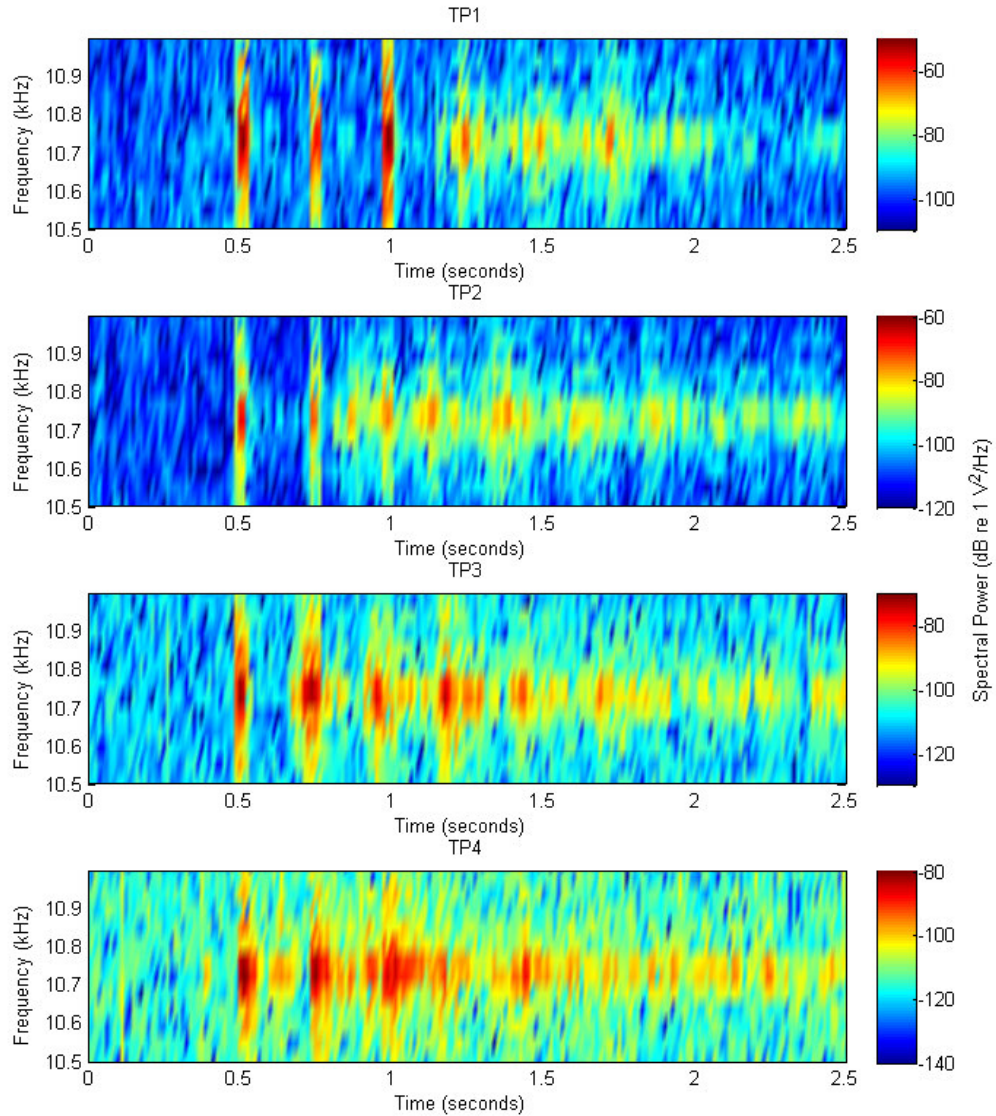 TP1
Frequency (kHz)
10.9
10.8
10.7
10.6
10.5
0 0.5 1 1.5 2 2.5
Time (seconds)
-60
-80
-100
TP2
Frequency (kHz)
10.9
10.8
10.7
10.6
10.5
0 0.5 1 1.5 2 2.5
Time (seconds)
-60
-80
-100
-120
TP3
Frequency (kHz)
10.9
10.8
10.7
10.6
10.5
0 0.5 1 1.5 2 2.5
Time (seconds)
-80
-100
-120
Spectral Power (dB re 1 V²/Hz)
TP4
Frequency (kHz)
10.9
10.8
10.7
10.6
10.5
0 0.5 1 1.5 2 2.5
Time (seconds)
-80
-100
-120
-140